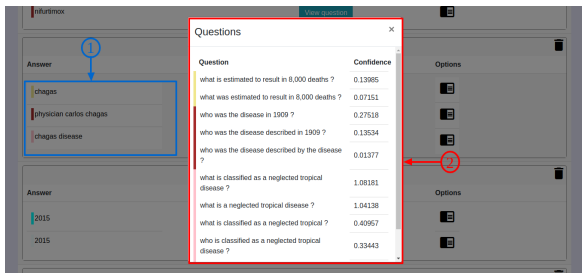 nifurtimox
View question
Questions
×
1
Answer
Question
Confidence
Options
what is estimated to result in 8,000 deaths ?
0.13985
chagas
what was estimated to result in 8,000 deaths ?
0.07151
physician carlos chagas
who was the disease in 1909 ?
0.27518
who was the disease described in 1909 ?
0.13534
chagas disease
who was the disease described by the disease
?
0.01377
2
what is classified as a neglected tropical
disease ?
1.08181
Answer
Options
what is a neglected tropical disease ?
1.04138
2015
what is classified as a neglected tropical ?
0.40957
2015
who is classified as a neglected tropical
disease ?
0.33443